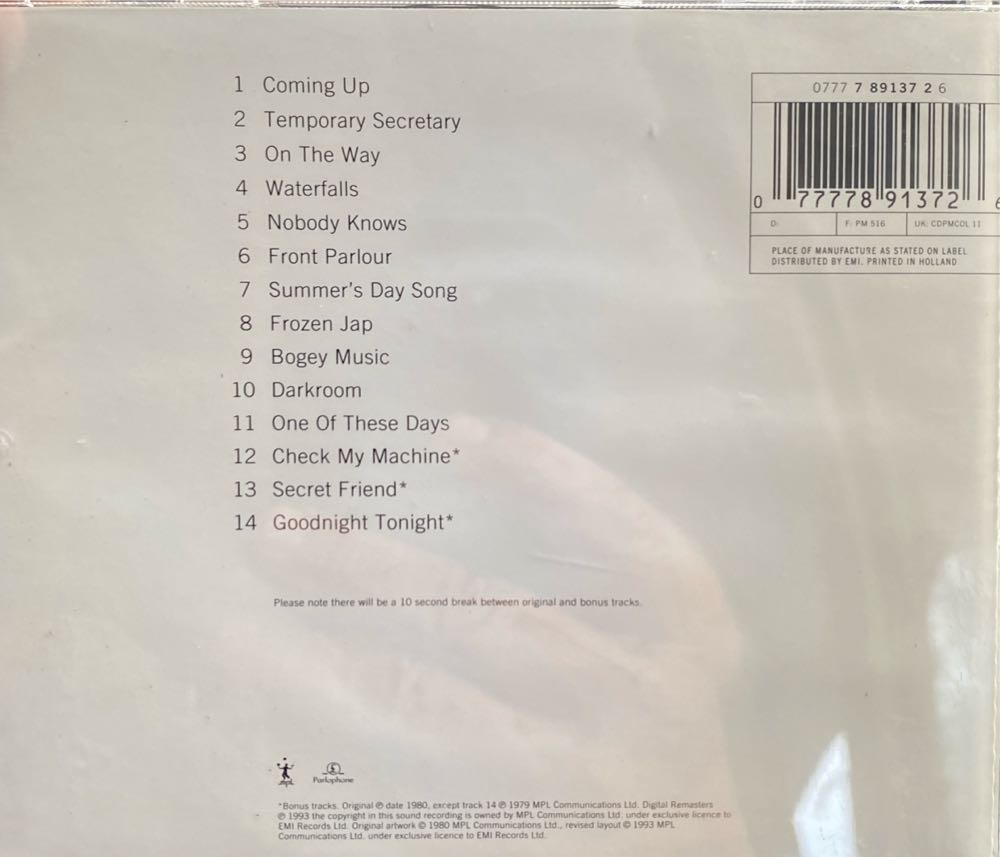 1 Coming Up
2 Temporary Secretary
3 On The Way
4 Waterfalls
5 Nobody Knows
6 Front Parlour
7 Summer's Day Song
8 Frozen Jap
9 Bogey Music
10 Darkroom
11 One Of These Days
12 Check My Machine*
13 Secret Friend*
14 Goodnight Tonight*
Please note there will be a 10 second break between original and bonus tracks.
0777 7 89137 2 6
0 77778 91372 6
D: F: PM 516 UK: CDPMCOL 11
PLACE OF MANUFACTURE AS STATED ON LABEL
DISTRIBUTED BY EMI. PRINTED IN HOLLAND
mpl Parlophone
*Bonus tracks. Original ℗ date 1980, except track 14 ℗ 1979 MPL Communications Ltd. Digital Remasters
℗ 1993 the copyright in this sound recording is owned by MPL Communications Ltd. under exclusive licence to
EMI Records Ltd. Original artwork © 1980 MPL Communications Ltd., revised layout © 1993 MPL
Communications Ltd. under exclusive licence to EMI Records Ltd.